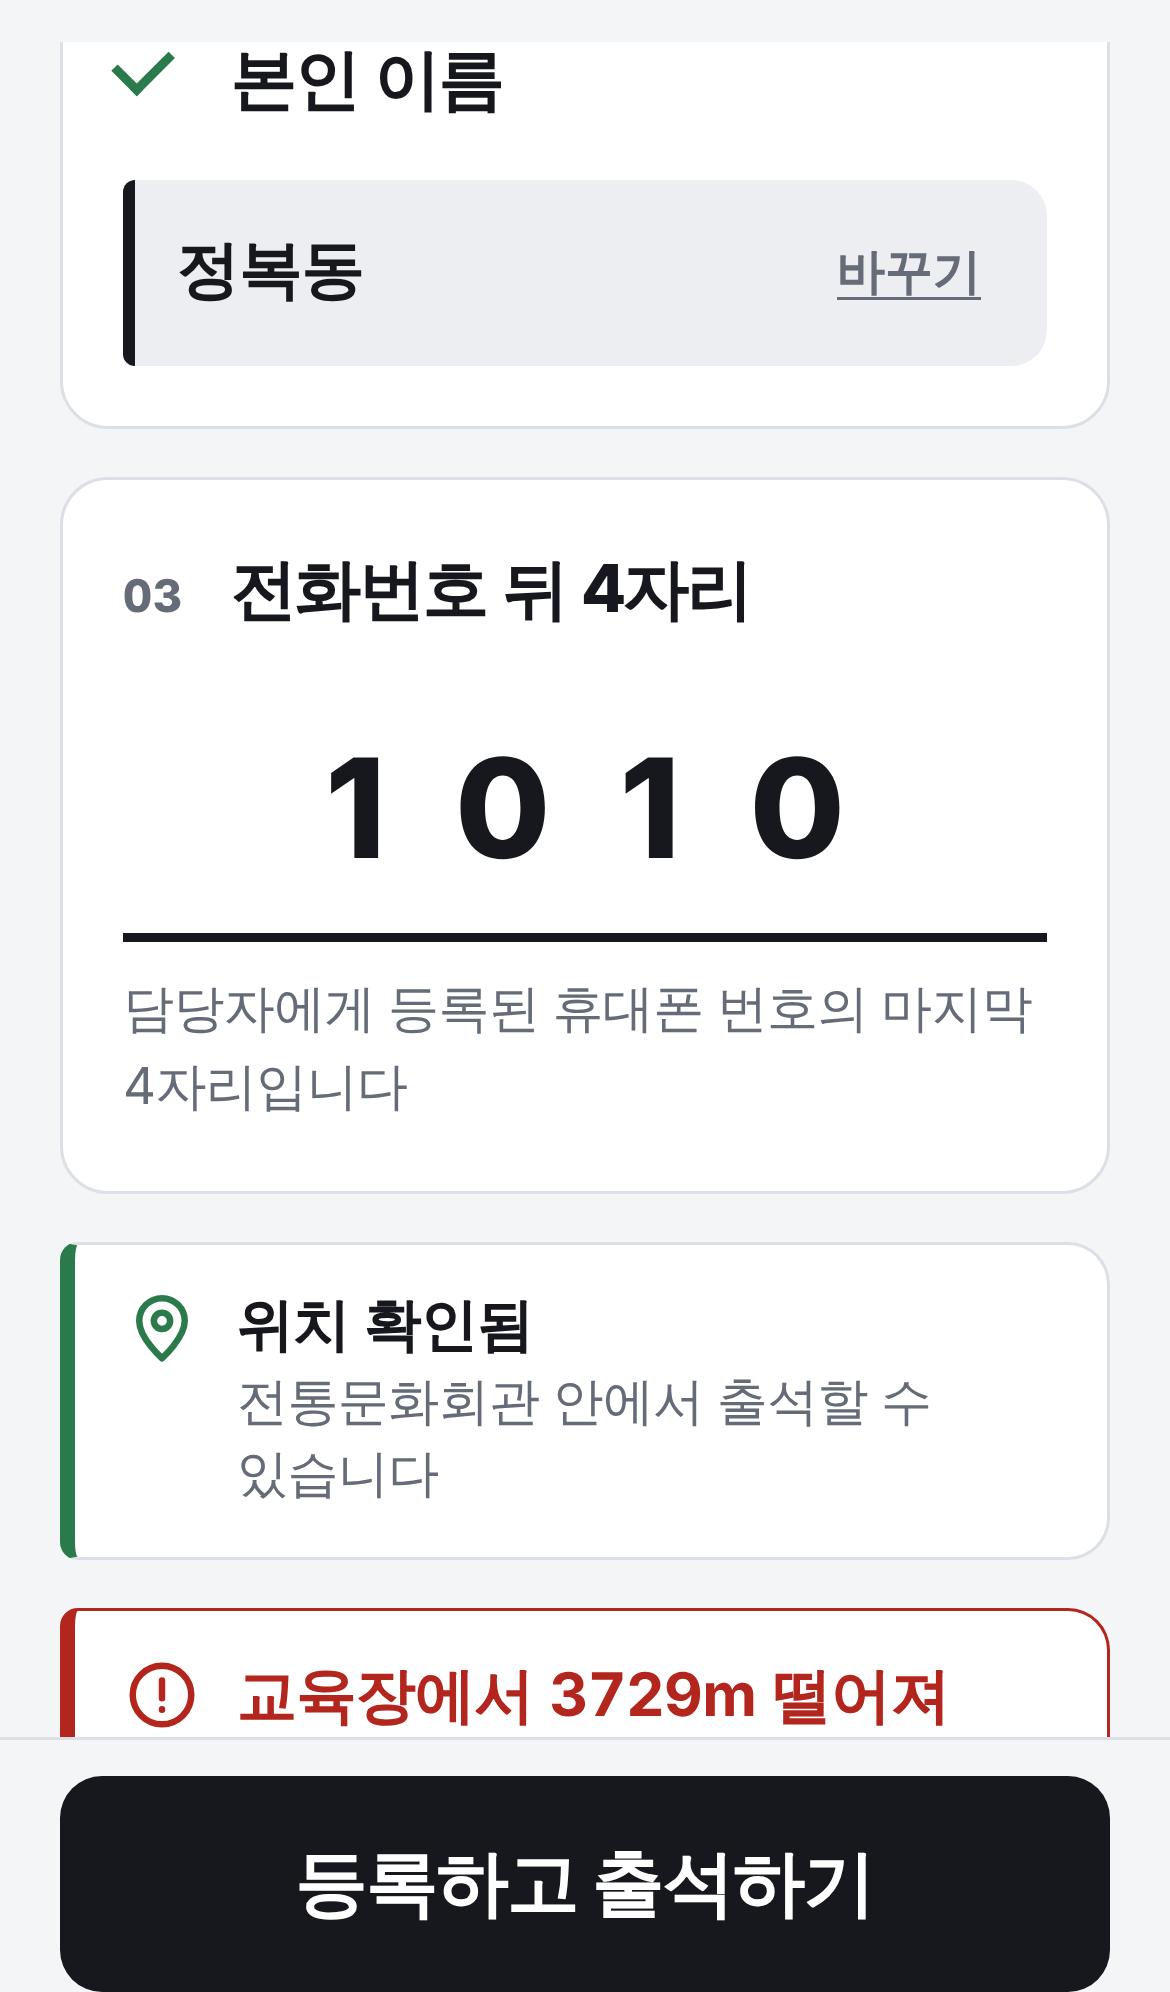 본인 이름
정복동
바꾸기
03 전화번호 뒤 4자리
1010
담당자에게 등록된 휴대폰 번호의 마지막
4자리입니다
위치 확인됨
전통문화회관 안에서 출석할 수
있습니다
교육장에서 3729m 떨어져
등록하고 출석하기